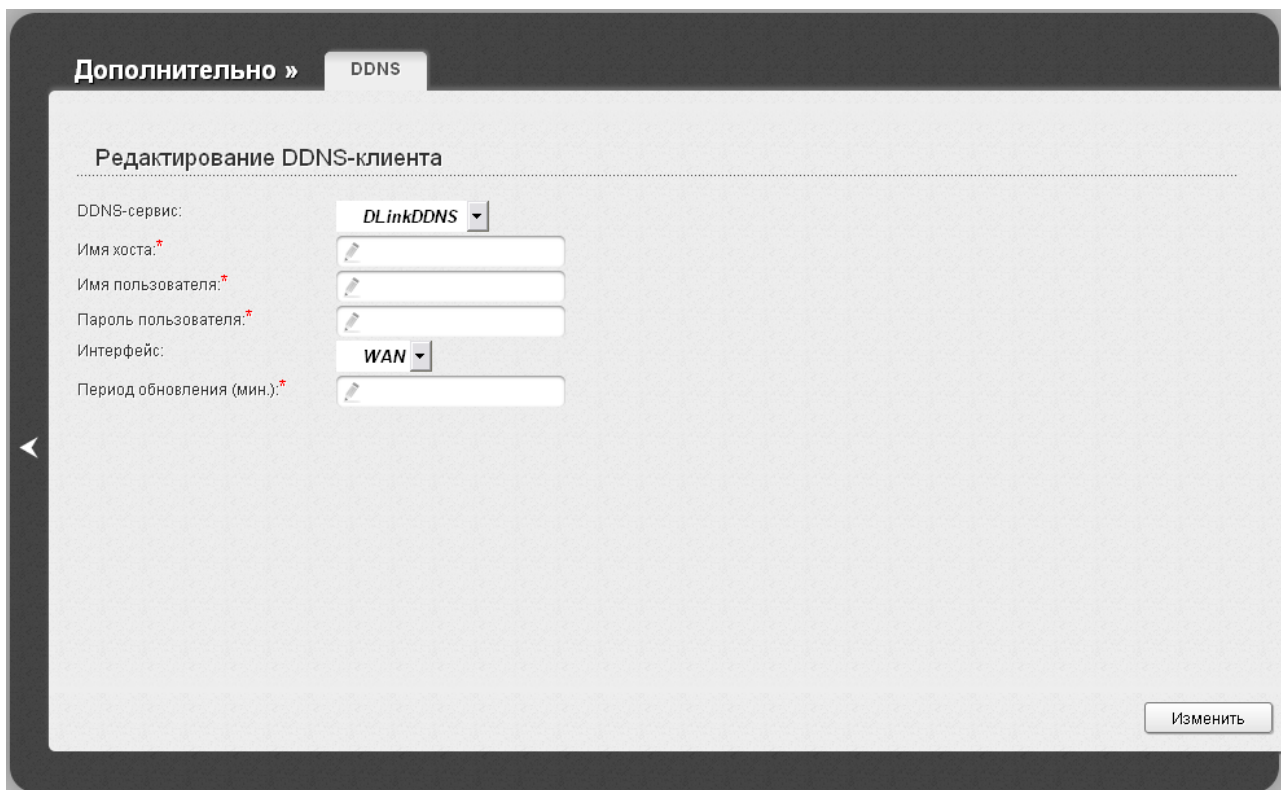 Дополнительно »
DDNS
Редактирование DDNS-клиента
DDNS-сервис:
DLinkDDNS
Имя хоста:*
Имя пользователя:*
Пароль пользователя:*
Интерфейс:
WAN
Период обновления (мин.):*
Изменить